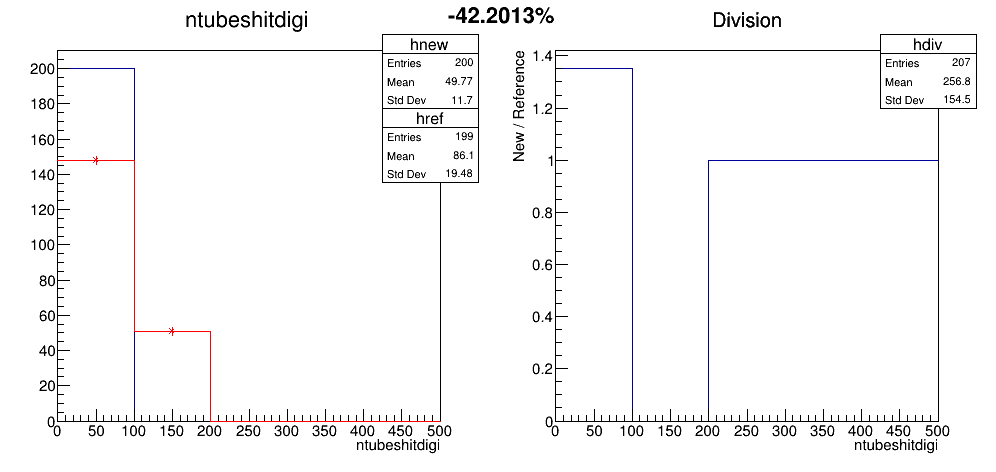 -42.2013%
ntubeshitdigi
hnew
Entries 200
Mean 49.77
Std Dev 11.7
href
Entries 199
Mean 86.1
Std Dev 19.48
200
180
160
140
120
100
80
60
40
20
0
0 50 100 150 200 250 300 350 400 450 500
ntubeshitdigi
Division
hdiv
Entries 207
Mean 256.8
Std Dev 154.5
New / Reference
1.4
1.2
1
0.8
0.6
0.4
0.2
0
0 50 100 150 200 250 300 350 400 450 500
ntubeshitdigi